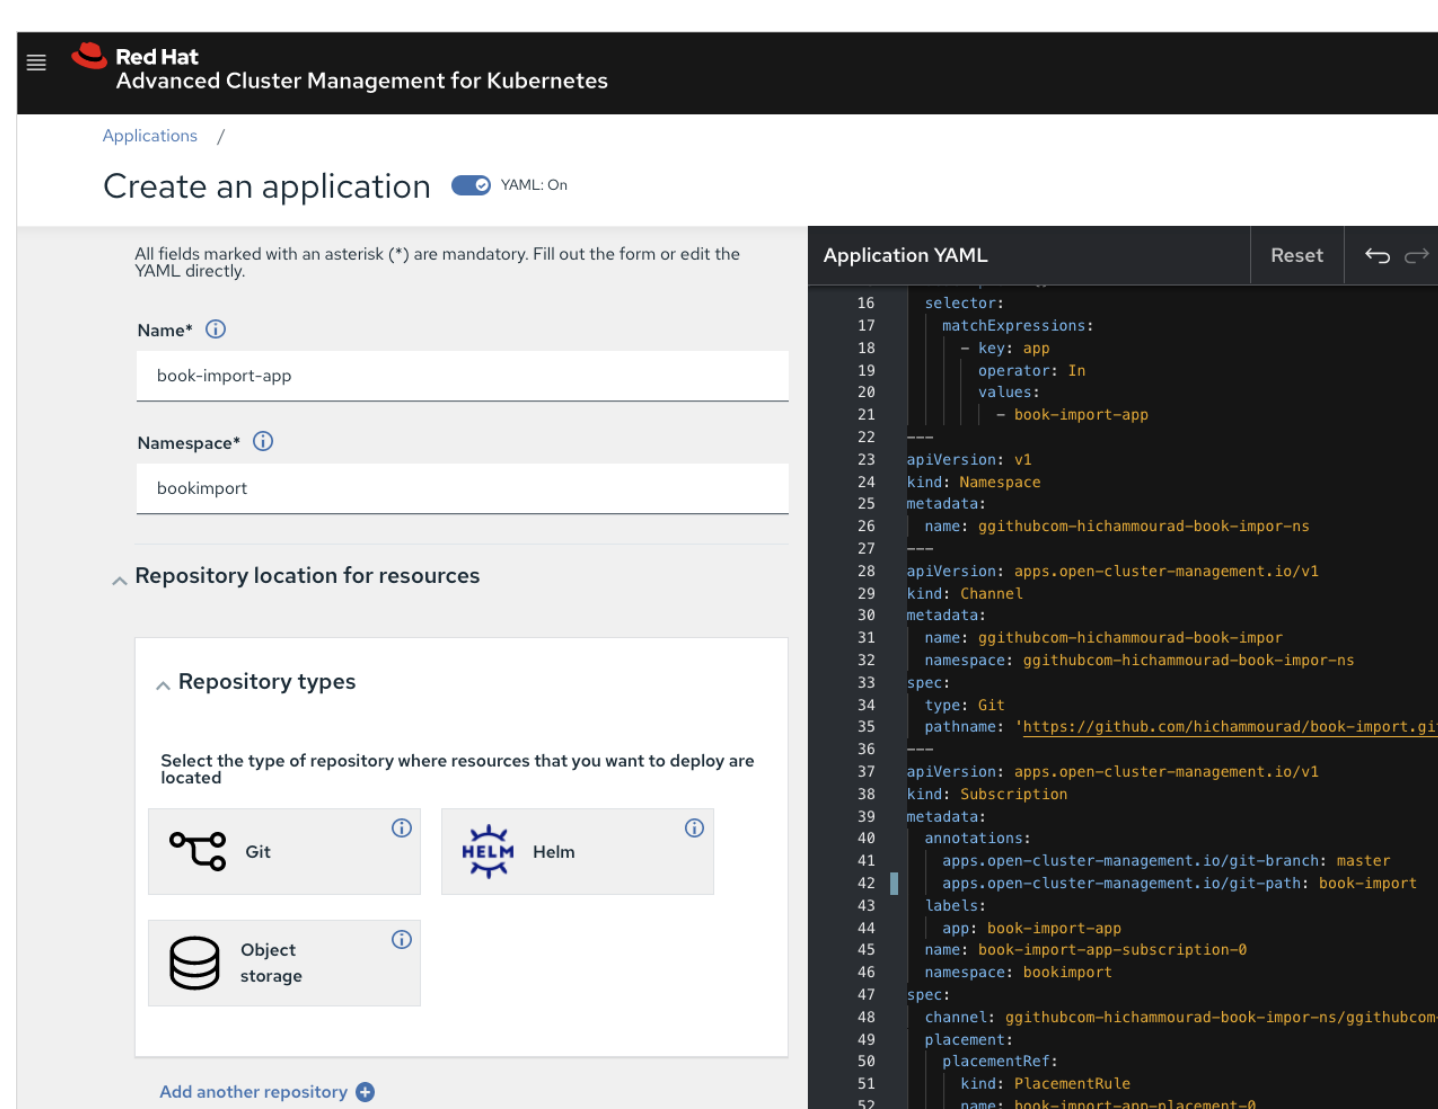 Red Hat
Advanced Cluster Management for Kubernetes
Applications /
Create an application YAML: On
All fields marked with an asterisk (*) are mandatory. Fill out the form or edit the
YAML directly.
Name*
book-import-app
Namespace*
bookimport
Repository location for resources
Repository types
Select the type of repository where resources that you want to deploy are
located
Git
HELM Helm
Object
storage
Add another repository
Application YAML Reset
16 selector:
17 matchExpressions:
18 - key: app
19 operator: In
20 values:
21 - book-import-app
22 ---
23 apiVersion: v1
24 kind: Namespace
25 metadata:
26 name: ggithubcom-hichammourad-book-impor-ns
27 ---
28 apiVersion: apps.open-cluster-management.io/v1
29 kind: Channel
30 metadata:
31 name: ggithubcom-hichammourad-book-impor
32 namespace: ggithubcom-hichammourad-book-impor-ns
33 spec:
34 type: Git
35 pathname: 'https://github.com/hichammourad/book-import.gi
36 ---
37 apiVersion: apps.open-cluster-management.io/v1
38 kind: Subscription
39 metadata:
40 annotations:
41 apps.open-cluster-management.io/git-branch: master
42 apps.open-cluster-management.io/git-path: book-import
43 labels:
44 app: book-import-app
45 name: book-import-app-subscription-0
46 namespace: bookimport
47 spec:
48 channel: ggithubcom-hichammourad-book-impor-ns/ggithubcom-
49 placement:
50 placementRef:
51 kind: PlacementRule
52 name: book-import-app-placement-0